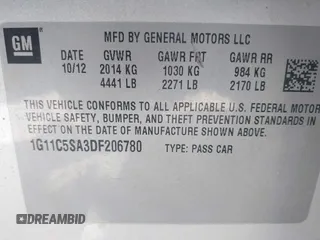 GM
MFD BY GENERAL MOTORS LLC
DATE GVWR GAWR FRT GAWR RR
10/12 2014 KG 1030 KG 984 KG
4441 LB 2271 LB 2170 LB
THIS VEHICLE CONFORMS TO ALL APPLICABLE U.S. FEDERAL MOTOR
VEHICLE SAFETY, BUMPER, AND THEFT PREVENTION STANDARDS
IN EFFECT ON THE DATE OF MANUFACTURE SHOWN ABOVE.
1G11C5SA3DF206780 TYPE: PASS CAR
AUTOBIDMASTER